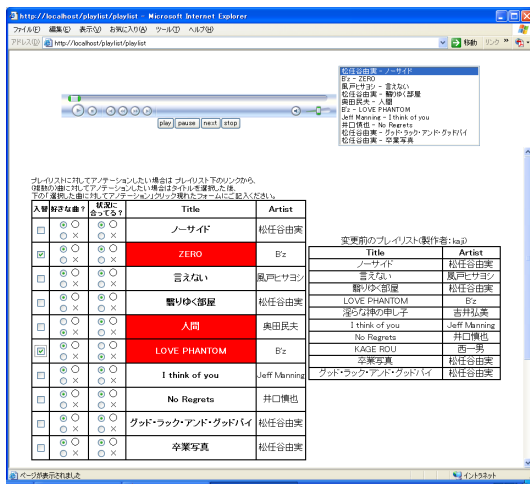 http://localhost/playlist/playlist - Microsoft Internet Explorer
ファイル(F) 編集(E) 表示(V) お気に入り(A) ツール(T) ヘルプ(H)
アドレス(D) http://localhost/playlist/playlist 移動 リンク »
松任谷由実 - ノーサイド
B'z - ZERO
風戸ヒサヨシ - 言えない
松任谷由実 - 翳りゆく部屋
奥田民夫 - 人間
B'z - LOVE PHANTOM
Jeff Manning - I think of you
井口慎也 - No Regrets
松任谷由実 - グッド・ラック・アンド・グッドバイ
松任谷由実 - 卒業写真
play pause next stop
プレイリストに対してアノテーションしたい場合は プレイリスト下のリンクから、
(複数の)曲に対してアノテーションしたい場合はタイトルを選択した後、
下の「選択した曲に対してアノテーション」クリック現れたフォームにご記入ください。
入替 好きな曲? 状況に合ってる? Title Artist
○ × ○ × ノーサイド 松任谷由実
○ × ○ × ZERO B'z
○ × ○ × 言えない 風戸ヒサヨシ
○ × ○ × 翳りゆく部屋 松任谷由実
○ × ○ × 人間 奥田民夫
○ × ○ × LOVE PHANTOM B'z
○ × ○ × I think of you Jeff Manning
○ × ○ × No Regrets 井口慎也
○ × ○ × グッド・ラック・アンド・グッドバイ 松任谷由実
○ × ○ × 卒業写真 松任谷由実
変更前のプレイリスト(製作者:kaji)
Title Artist
ノーサイド 松任谷由実
言えない 風戸ヒサヨシ
翳りゆく部屋 松任谷由実
LOVE PHANTOM B'z
淫らな神の申し子 吉井弘美
I think of you Jeff Manning
No Regrets 井口慎也
KAGE ROU 西一男
卒業写真 松任谷由実
グッド・ラック・アンド・グッドバイ 松任谷由実
ページが表示されました イントラネット